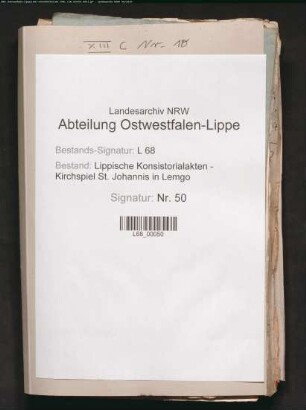 XIII C Nr. 18
Landesarchiv NRW
Abteilung Ostwestfalen-Lippe
Bestands-Signatur: L 68
Bestand: Lippische Konsistorialakten -
Kirchspiel St. Johannis in Lemgo
Signatur: Nr. 50
L68_00050